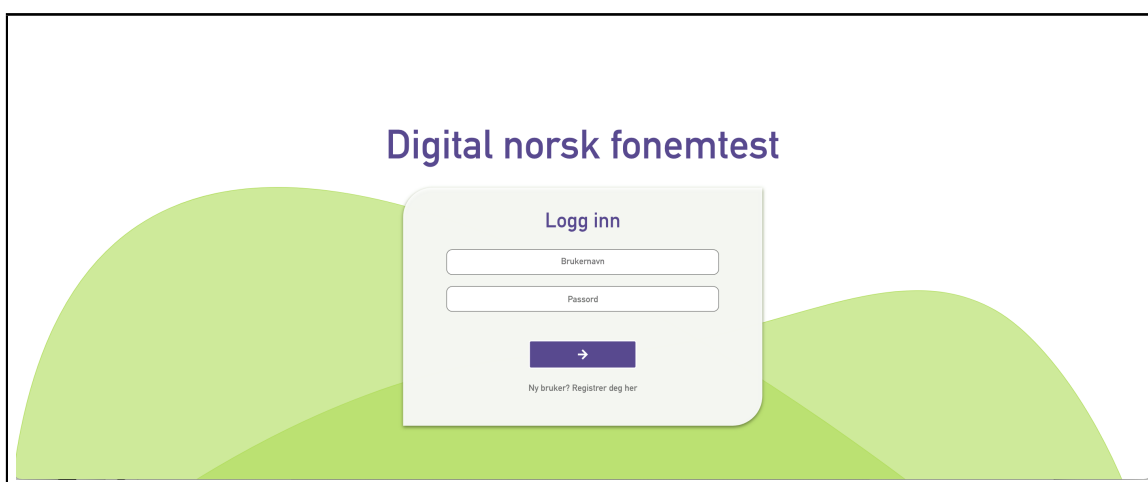 Digital norsk fonemtest
Logg inn
Brukernavn
Passord
Ny bruker? Registrer deg her